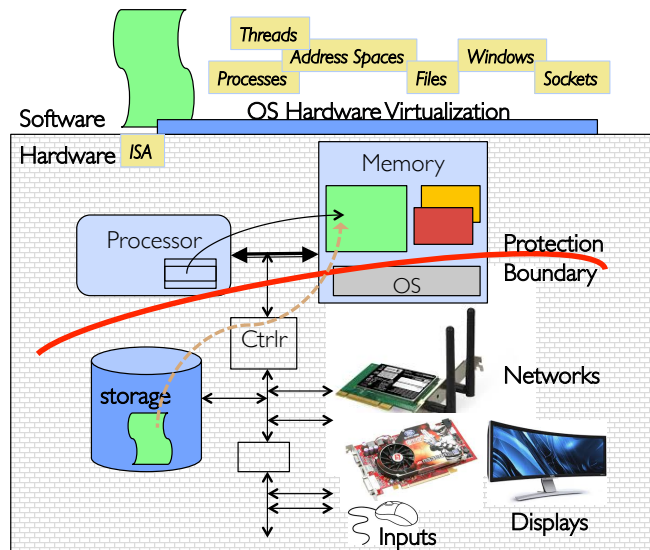 Threads
Address Spaces
Windows
Processes
Files
Sockets
Software
OS Hardware Virtualization
Hardware
ISA
Memory
Processor
Protection
Boundary
OS
Ctrlr
Networks
storage
Displays
Inputs